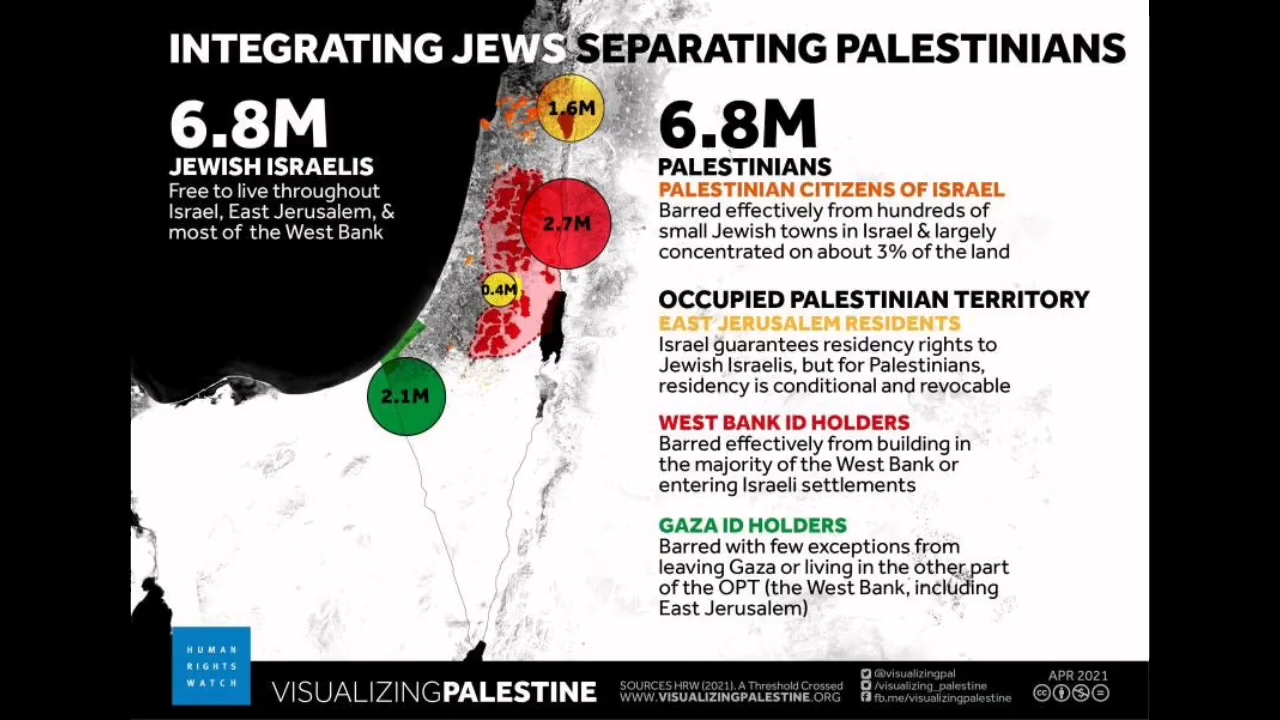 INTEGRATING JEWS SEPARATING PALESTINIANS
6.8M
JEWISH ISRAELIS
Free to live throughout
Israel, East Jerusalem, &
most of the West Bank
1.6M
2.7M
0.4M
2.1M
6.8M
PALESTINIANS
PALESTINIAN CITIZENS OF ISRAEL
Barred effectively from hundreds of
small Jewish towns in Israel & largely
concentrated on about 3% of the land
OCCUPIED PALESTINIAN TERRITORY
EAST JERUSALEM RESIDENTS
Israel guarantees residency rights to
Jewish Israelis, but for Palestinians,
residency is conditional and revocable
WEST BANK ID HOLDERS
Barred effectively from building in
the majority of the West Bank or
entering Israeli settlements
GAZA ID HOLDERS
Barred with few exceptions from
leaving Gaza or living in the other part
of the OPT (the West Bank, including
East Jerusalem)
HUMAN
RIGHTS
WATCH
VISUALIZINGPALESTINE
SOURCES HRW (2021). A Threshold Crossed
WWW.VISUALIZINGPALESTINE.ORG
@visualizingpal
/visualizing_palestine
fb.me/visualizingpalestine
APR 2021